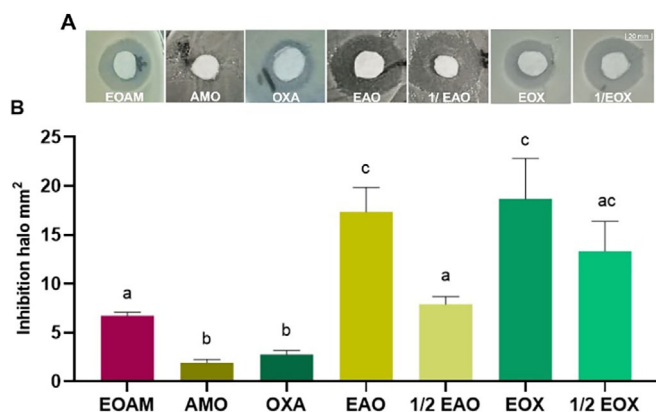 A
20 mm
EOAM AMO OXA EAO 1/ EAO EOX 1/EOX
B
Inhibition halo mm²
25
20
15
10
5
0
a
b
b
c
a
c
ac
EOAM AMO OXA EAO 1/2 EAO EOX 1/2 EOX